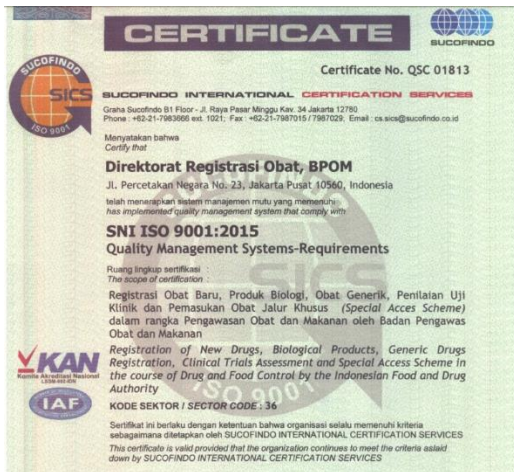 CERTIFICATE
SUCOFINDO
Certificate No. QSC 01813
SUCOFINDO
SICS
ISO 9001
SUCOFINDO INTERNATIONAL CERTIFICATION SERVICES
Graha Sucofindo B1 Floor - Jl. Raya Pasar Minggu Kav. 34 Jakarta 12780
Phone : +62-21-7983666 ext. 1021; Fax : +62-21-7987015 / 7987029; Email : cs.sics@sucofindo.co.id
Menyatakan bahwa
Certify that
Direktorat Registrasi Obat, BPOM
Jl. Percetakan Negara No. 23, Jakarta Pusat 10560, Indonesia
telah menerapkan sistem manajemen mutu yang memenuhi
has implemented quality management system that comply with
SNI ISO 9001:2015
Quality Management Systems-Requirements
Ruang lingkup sertifikasi :
The scope of certification
Registrasi Obat Baru, Produk Biologi, Obat Generik, Penilaian Uji
Klinik dan Pemasukan Obat Jalur Khusus (Special Acces Scheme)
dalam rangka Pengawasan Obat dan Makanan oleh Badan Pengawas
Obat dan Makanan
Registration of New Drugs, Biological Products, Generic Drugs
Registration, Clinical Trials Assessment and Special Access Scheme in
the course of Drug and Food Control by the Indonesian Food and Drug
Authority
KAN
Komite Akreditasi Nasional
IAF
KODE SEKTOR / SECTOR CODE : 36
Sertifikat ini berlaku dengan ketentuan bahwa organisasi selalu memenuhi kriteria
sebagaimana ditetapkan oleh SUCOFINDO INTERNATIONAL CERTIFICATION SERVICES
This certificate is valid provided that the organization continues to meet the criteria aslaid
down by SUCOFINDO INTERNATIONAL CERTIFICATION SERVICES
SICS
ISO 9001